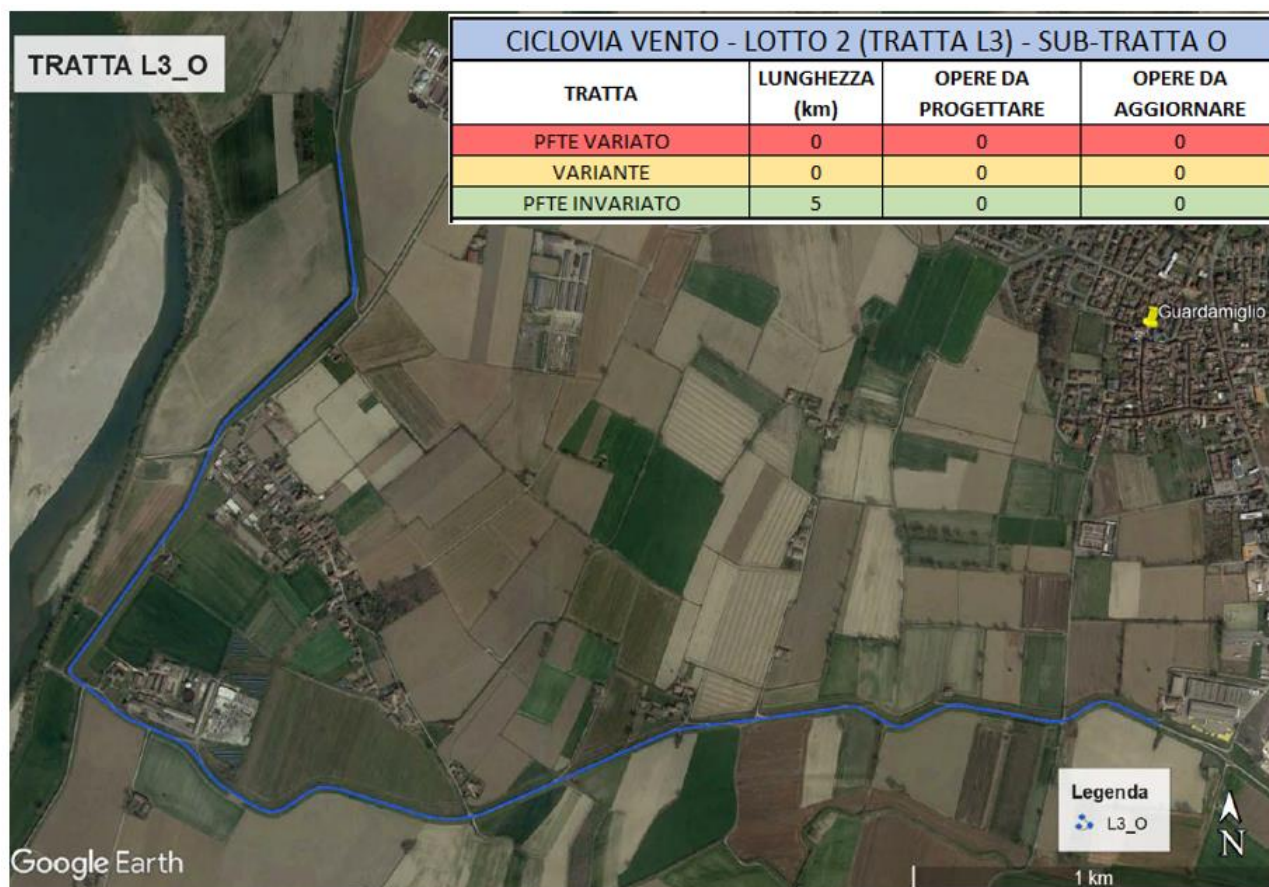 TRATTA L3_O
CICLOVIA VENTO - LOTTO 2 (TRATTA L3) - SUB-TRATTA O
TRATTA LUNGHEZZA (km) OPERE DA PROGETTARE OPERE DA AGGIORNARE
PFTE VARIATO 0 0 0
VARIANTE 0 0 0
PFTE INVARIATO 5 0 0
Guardamiglio
Legenda
L3_O
N
Google Earth
1 km